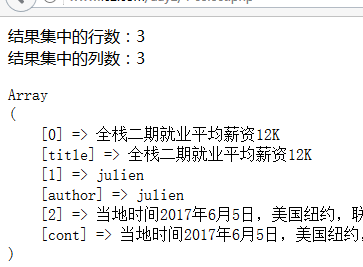 结果集中的行数：3
结果集中的列数：3
Array
(
[0] => 全栈二期就业平均薪资12K
[title] => 全栈二期就业平均薪资12K
[1] => julien
[author] => julien
[2] => 当地时间2017年6月5日，美国纽约，
[cont] => 当地时间2017年6月5日，美国纽约，
)